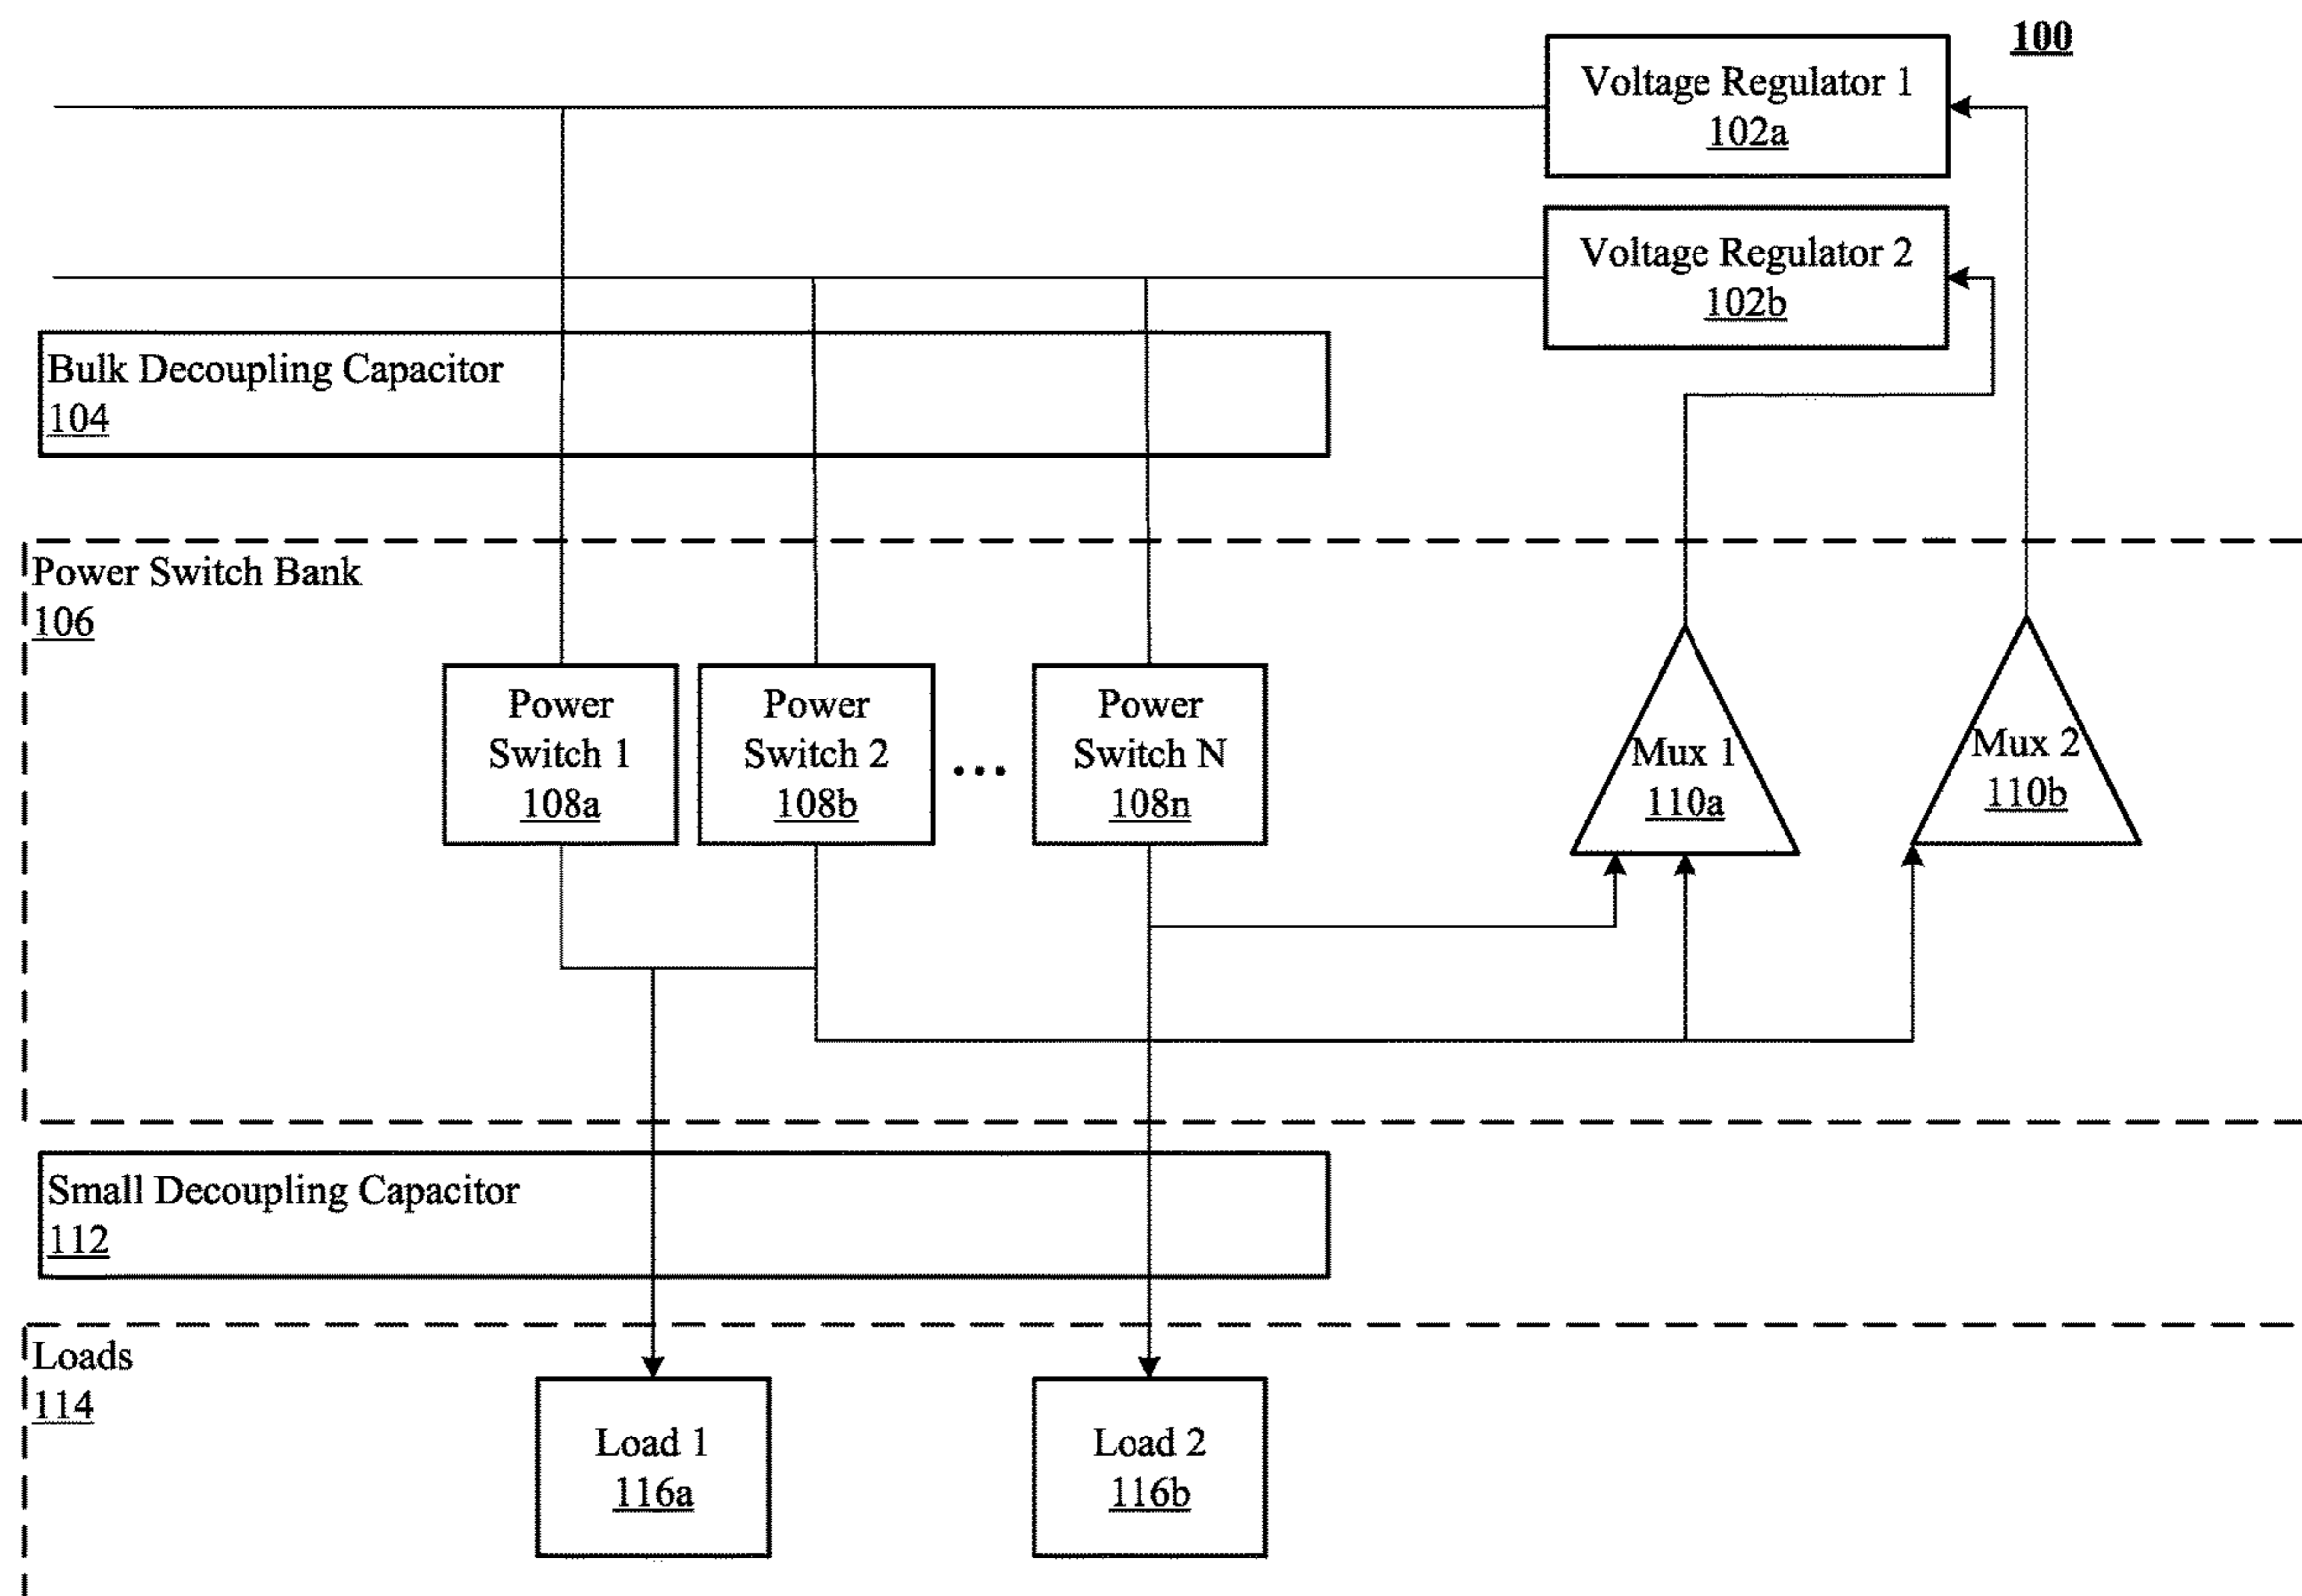 100
Voltage Regulator 1
102a
Voltage Regulator 2
102b
Bulk Decoupling Capacitor
104
Power Switch Bank
106
Power
Switch 1
108a
Power
Switch 2
108b
...
Power
Switch N
108n
Mux 1
110a
Mux 2
110b
Small Decoupling Capacitor
112
Loads
114
Load 1
116a
Load 2
116b